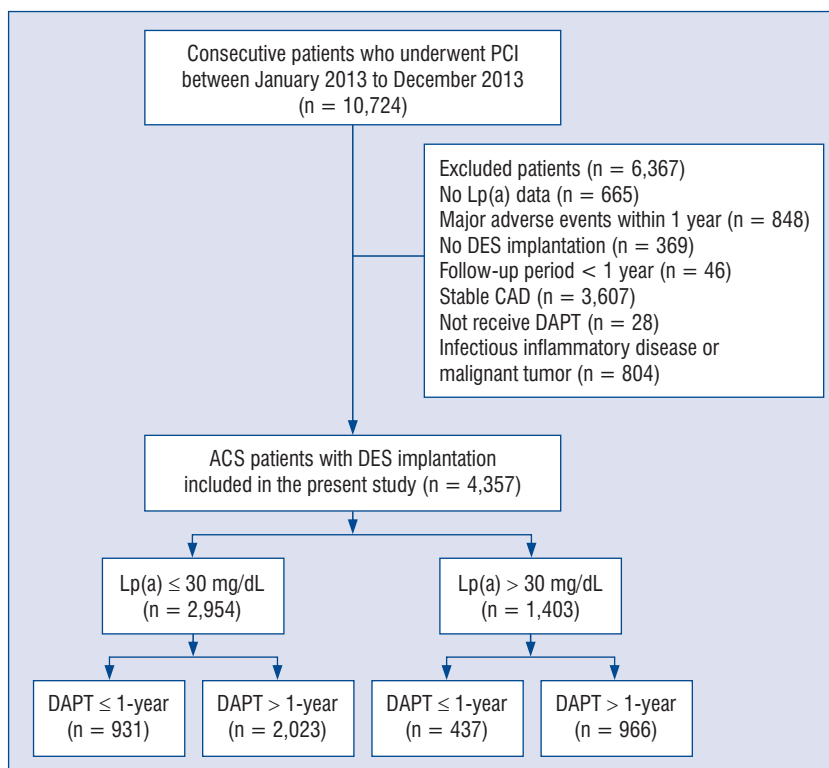 Consecutive patients who underwent PCI
between January 2013 to December 2013
(n = 10,724)
Excluded patients (n = 6,367)
No Lp(a) data (n = 665)
Major adverse events within 1 year (n = 848)
No DES implantation (n = 369)
Follow-up period < 1 year (n = 46)
Stable CAD (n = 3,607)
Not receive DAPT (n = 28)
Infectious inflammatory disease or
malignant tumor (n = 804)
ACS patients with DES implantation
included in the present study (n = 4,357)
Lp(a) ≤ 30 mg/dL
(n = 2,954)
Lp(a) > 30 mg/dL
(n = 1,403)
DAPT ≤ 1-year
(n = 931)
DAPT > 1-year
(n = 2,023)
DAPT ≤ 1-year
(n = 437)
DAPT > 1-year
(n = 966)